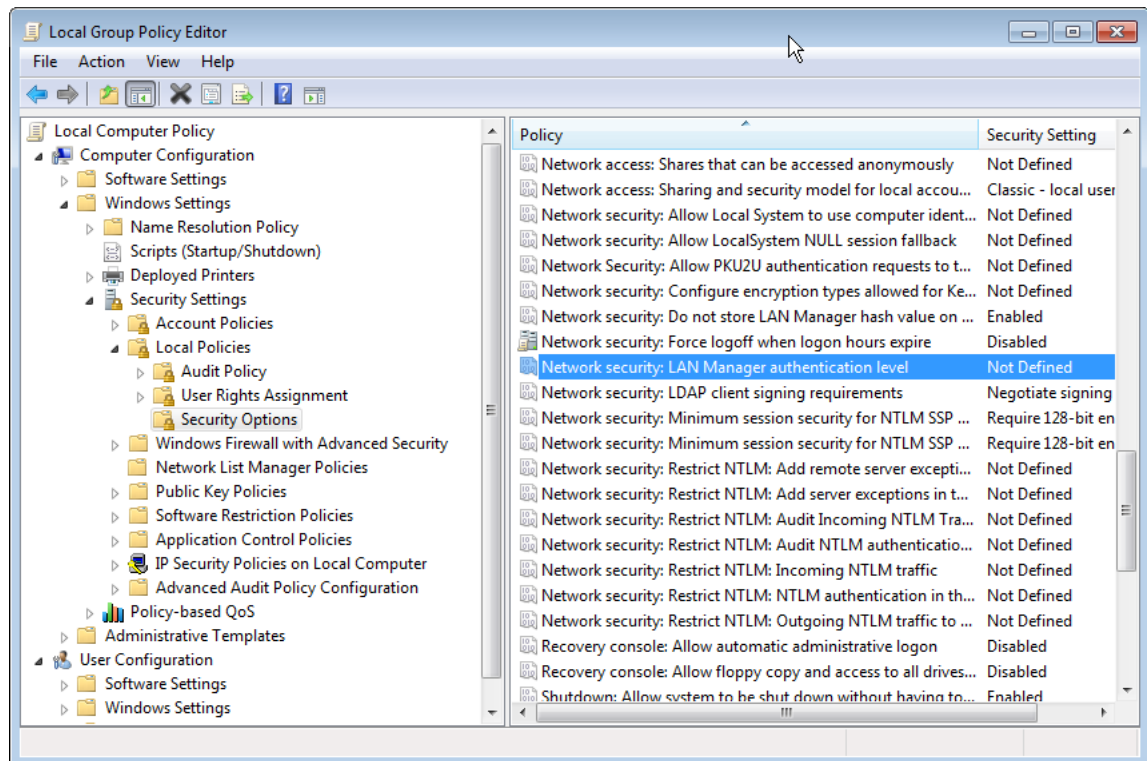 Local Group Policy Editor
File Action View Help
Local Computer Policy
Computer Configuration
Software Settings
Windows Settings
Name Resolution Policy
Scripts (Startup/Shutdown)
Deployed Printers
Security Settings
Account Policies
Local Policies
Audit Policy
User Rights Assignment
Security Options
Windows Firewall with Advanced Security
Network List Manager Policies
Public Key Policies
Software Restriction Policies
Application Control Policies
IP Security Policies on Local Computer
Advanced Audit Policy Configuration
Policy-based QoS
Administrative Templates
User Configuration
Software Settings
Windows Settings
Policy Security Setting
Network access: Shares that can be accessed anonymously Not Defined
Network access: Sharing and security model for local accou... Classic - local user
Network security: Allow Local System to use computer ident... Not Defined
Network security: Allow LocalSystem NULL session fallback Not Defined
Network Security: Allow PKU2U authentication requests to t... Not Defined
Network security: Configure encryption types allowed for Ke... Not Defined
Network security: Do not store LAN Manager hash value on ... Enabled
Network security: Force logoff when logon hours expire Disabled
Network security: LAN Manager authentication level Not Defined
Network security: LDAP client signing requirements Negotiate signing
Network security: Minimum session security for NTLM SSP ... Require 128-bit en
Network security: Minimum session security for NTLM SSP ... Require 128-bit en
Network security: Restrict NTLM: Add remote server excepti... Not Defined
Network security: Restrict NTLM: Add server exceptions in t... Not Defined
Network security: Restrict NTLM: Audit Incoming NTLM Tra... Not Defined
Network security: Restrict NTLM: Audit NTLM authenticatio... Not Defined
Network security: Restrict NTLM: Incoming NTLM traffic Not Defined
Network security: Restrict NTLM: NTLM authentication in th... Not Defined
Network security: Restrict NTLM: Outgoing NTLM traffic to ... Not Defined
Recovery console: Allow automatic administrative logon Disabled
Recovery console: Allow floppy copy and access to all drives... Disabled
Shutdown: Allow system to be shut down without having to... Enabled